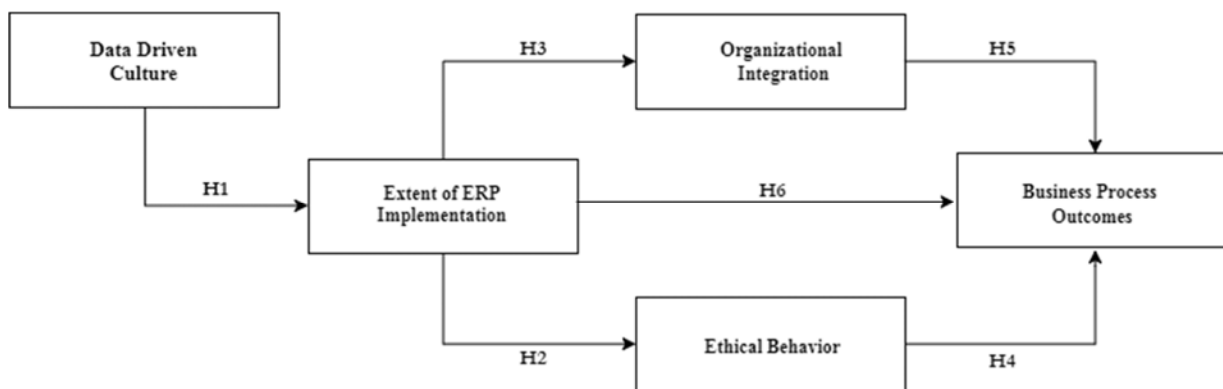 Data Driven
Culture
H3
Organizational
Integration
H5
H1
Extent of ERP
Implementation
H6
Business Process
Outcomes
H2
Ethical Behavior
H4